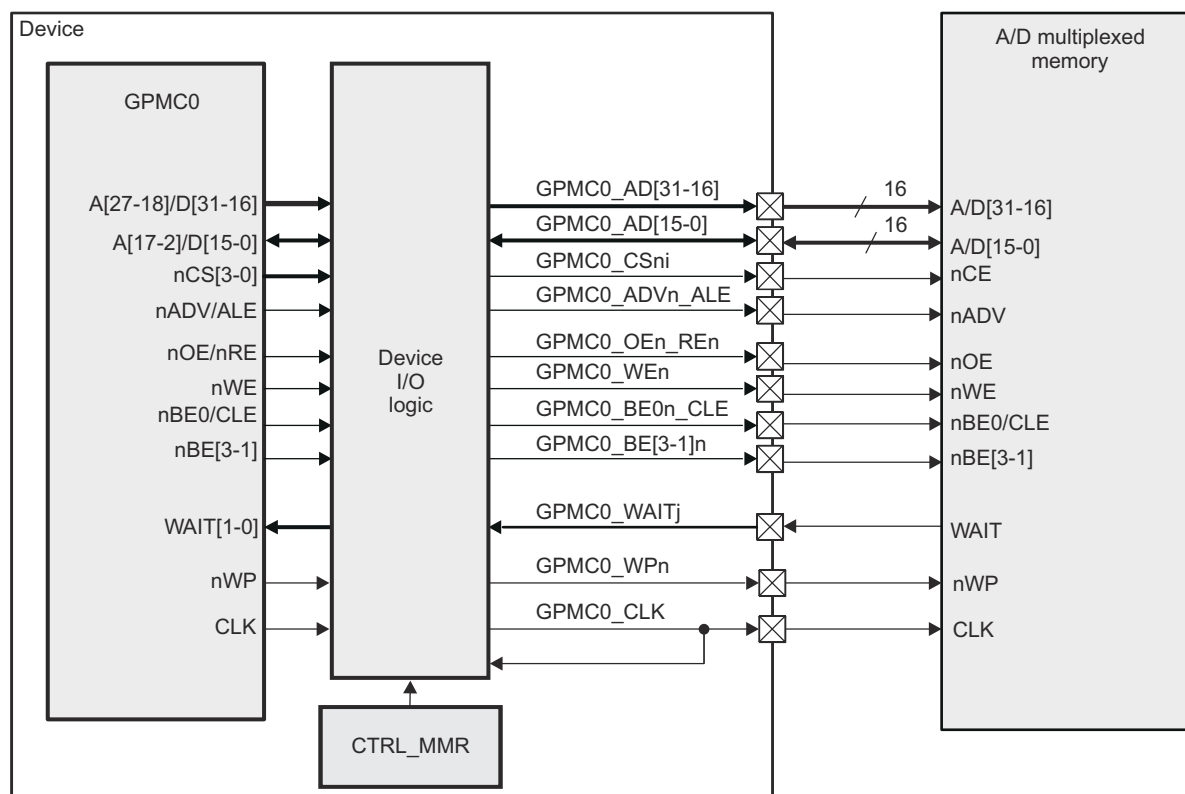 Device
A/D multiplexed
memory
GPMC0
A[27-18]/D[31-16]
A[17-2]/D[15-0]
nCS[3-0]
nADV/ALE
nOE/nRE
nWE
nBE0/CLE
nBE[3-1]
WAIT[1-0]
nWP
CLK
Device
I/O
logic
CTRL_MMR
GPMC0_AD[31-16]
GPMC0_AD[15-0]
GPMC0_CSni
GPMC0_ADVn_ALE
GPMC0_OEn_REn
GPMC0_WEn
GPMC0_BE0n_CLE
GPMC0_BE[3-1]n
GPMC0_WAITj
GPMC0_WPn
GPMC0_CLK
16
16
A/D[31-16]
A/D[15-0]
nCE
nADV
nOE
nWE
nBE0/CLE
nBE[3-1]
WAIT
nWP
CLK